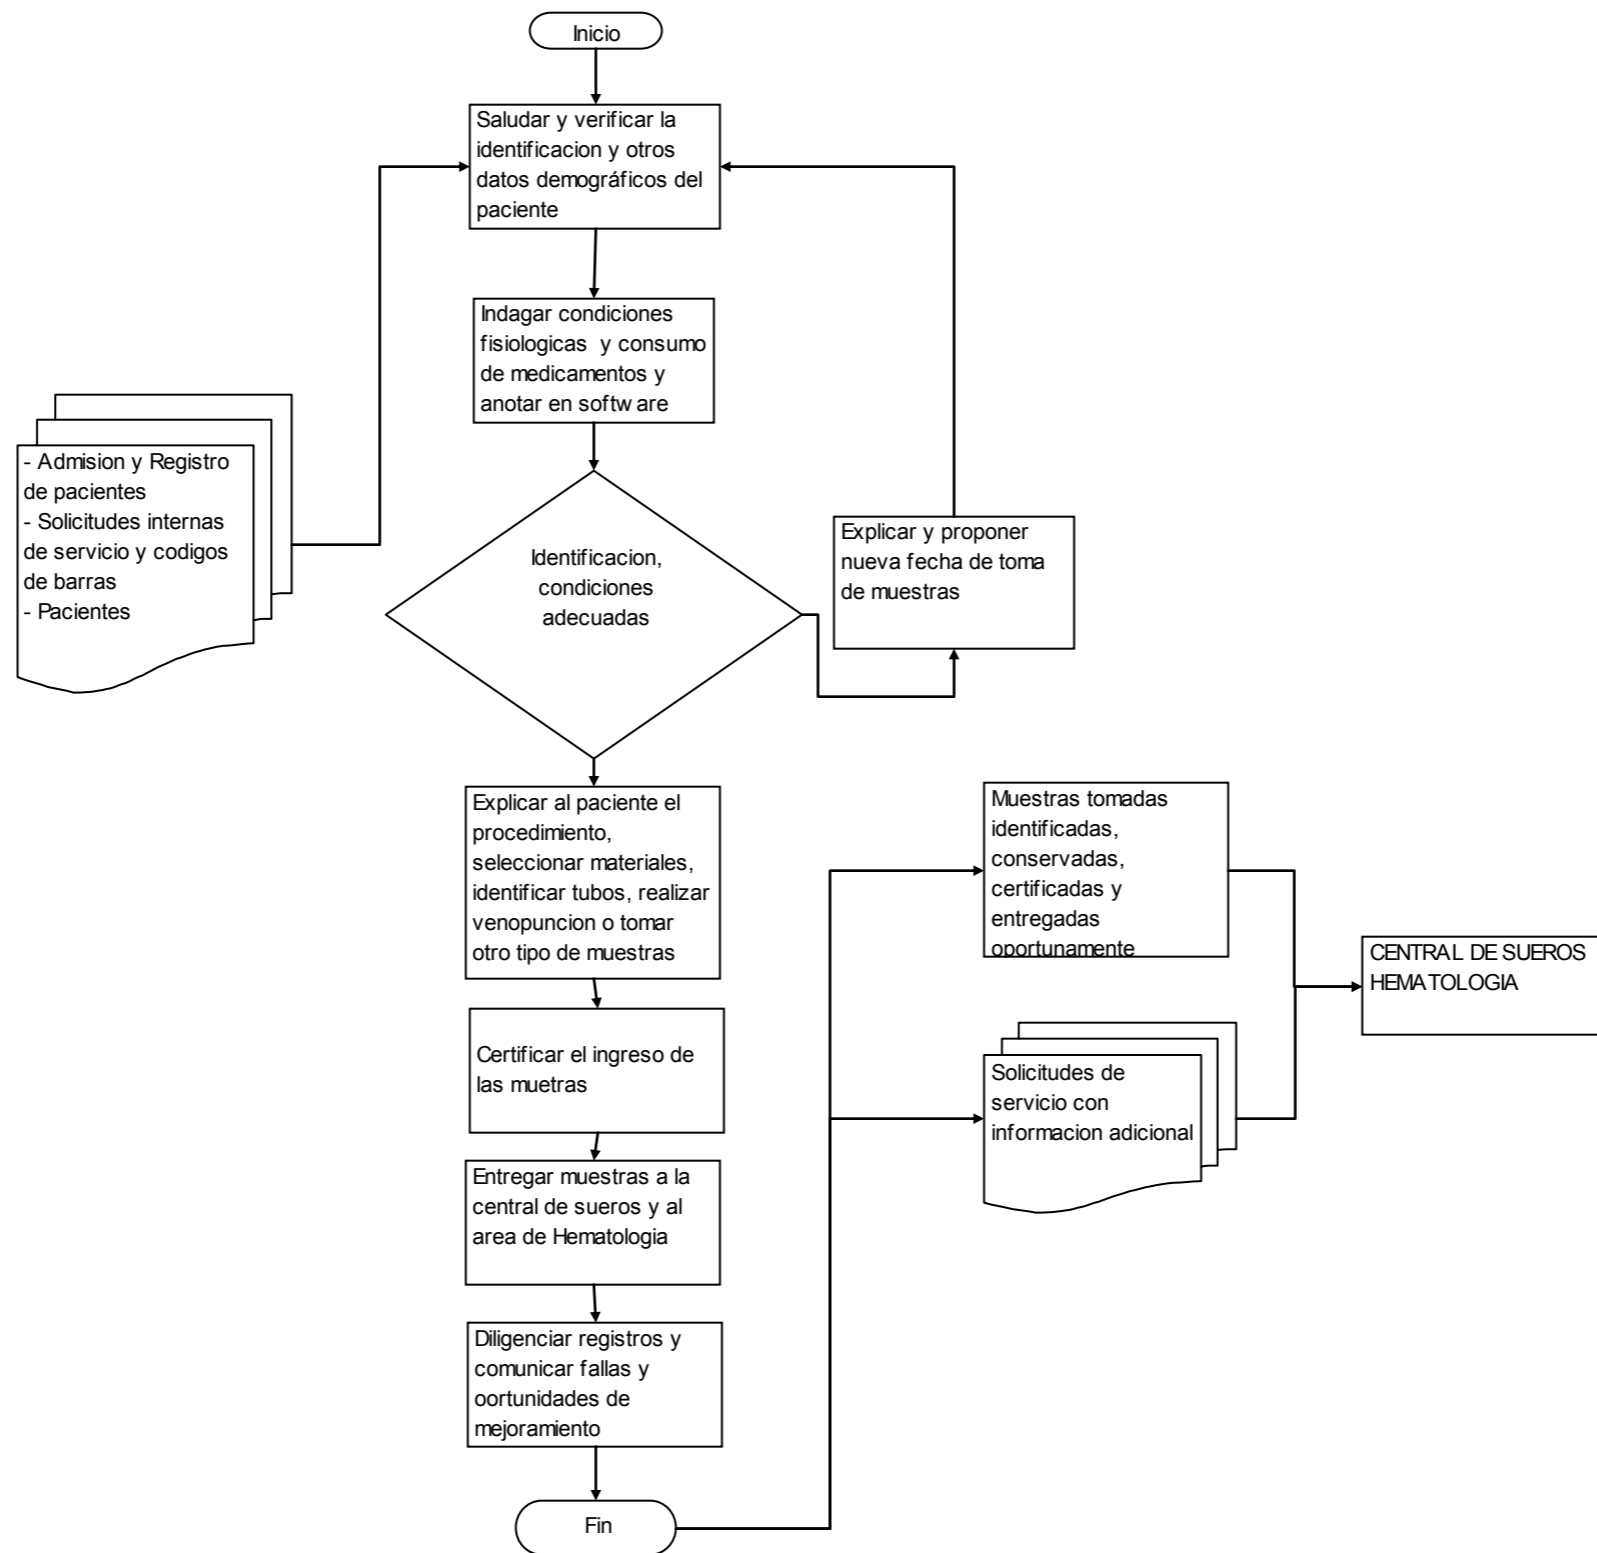 Inicio
Saludar y verificar la
identificacion y otros
datos demográficos del
paciente
Indagar condiciones
fisiologicas y consumo
de medicamentos y
anotar en software
- Admision y Registro
de pacientes
- Solicitudes internas
de servicio y codigos
de barras
- Pacientes
Identificacion,
condiciones
adecuadas
Explicar y proponer
nueva fecha de toma
de muestras
Explicar al paciente el
procedimiento,
seleccionar materiales,
identificar tubos, realizar
venopuncion o tomar
otro tipo de muestras
Certificar el ingreso de
las muetras
Entregar muestras a la
central de sueros y al
area de Hematologia
Diligenciar registros y
comunicar fallas y
oortunidades de
mejoramiento
Fin
Muestras tomadas
identificadas,
conservadas,
certificadas y
entregadas
oportunamente
Solicitudes de
servicio con
informacion adicional
CENTRAL DE SUEROS
HEMATOLOGIA